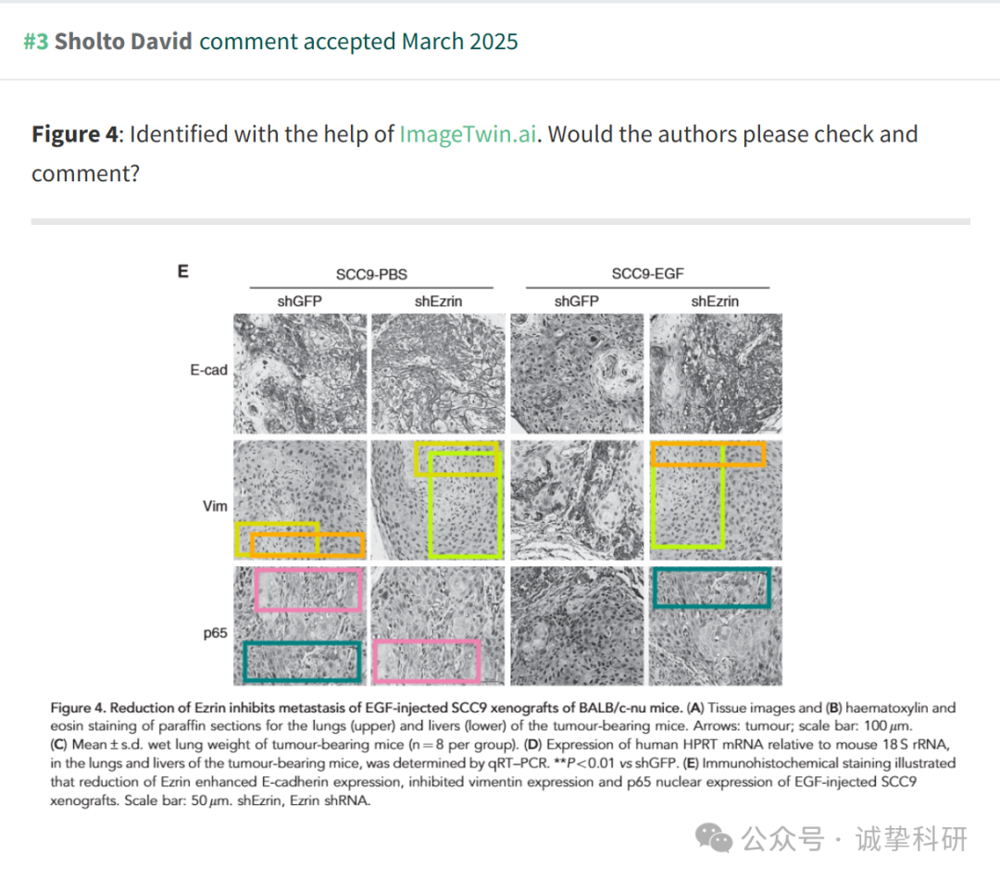 #3 Sholto David comment accepted March 2025
Figure 4: Identified with the help of ImageTwin.ai. Would the authors please check and
comment?
E
SCC9-PBS SCC9-EGF
shGFP shEzrin shGFP shEzrin
E-cad
Vim
p65
Figure 4. Reduction of Ezrin inhibits metastasis of EGF-injected SCC9 xenografts of BALB/c-nu mice. (A) Tissue images and (B) haematoxylin and
eosin staining of paraffin sections for the lungs (upper) and livers (lower) of the tumour-bearing mice. Arrows: tumour; scale bar: 100 μm.
(C) Mean ± s.d. wet lung weight of tumour-bearing mice (n = 8 per group). (D) Expression of human HPRT mRNA relative to mouse 18 S rRNA,
in the lungs and livers of the tumour-bearing mice, was determined by qRT–PCR. **P<0.01 vs shGFP. (E) Immunohistochemical staining illustrated
that reduction of Ezrin enhanced E-cadherin expression, inhibited vimentin expression and p65 nuclear expression of EGF-injected SCC9
xenografts. Scale bar: 50 μm. shEzrin, Ezrin shRNA.
公众号 · 诚挚科研